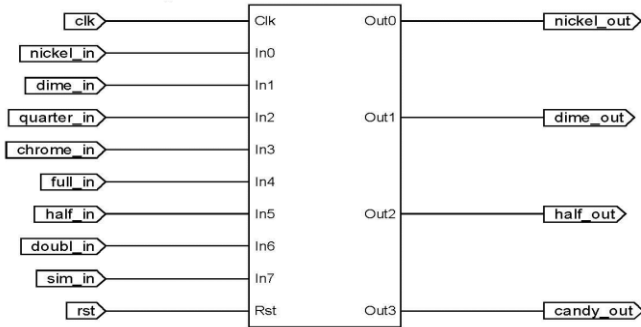 clk Clk Out0 nickel_out
nickel_in In0
dime_in In1
quarter_in In2 Out1 dime_out
chrome_in In3
full_in In4
half_in In5 Out2 half_out
doubl_in In6
sim_in In7
rst Rst Out3 candy_out